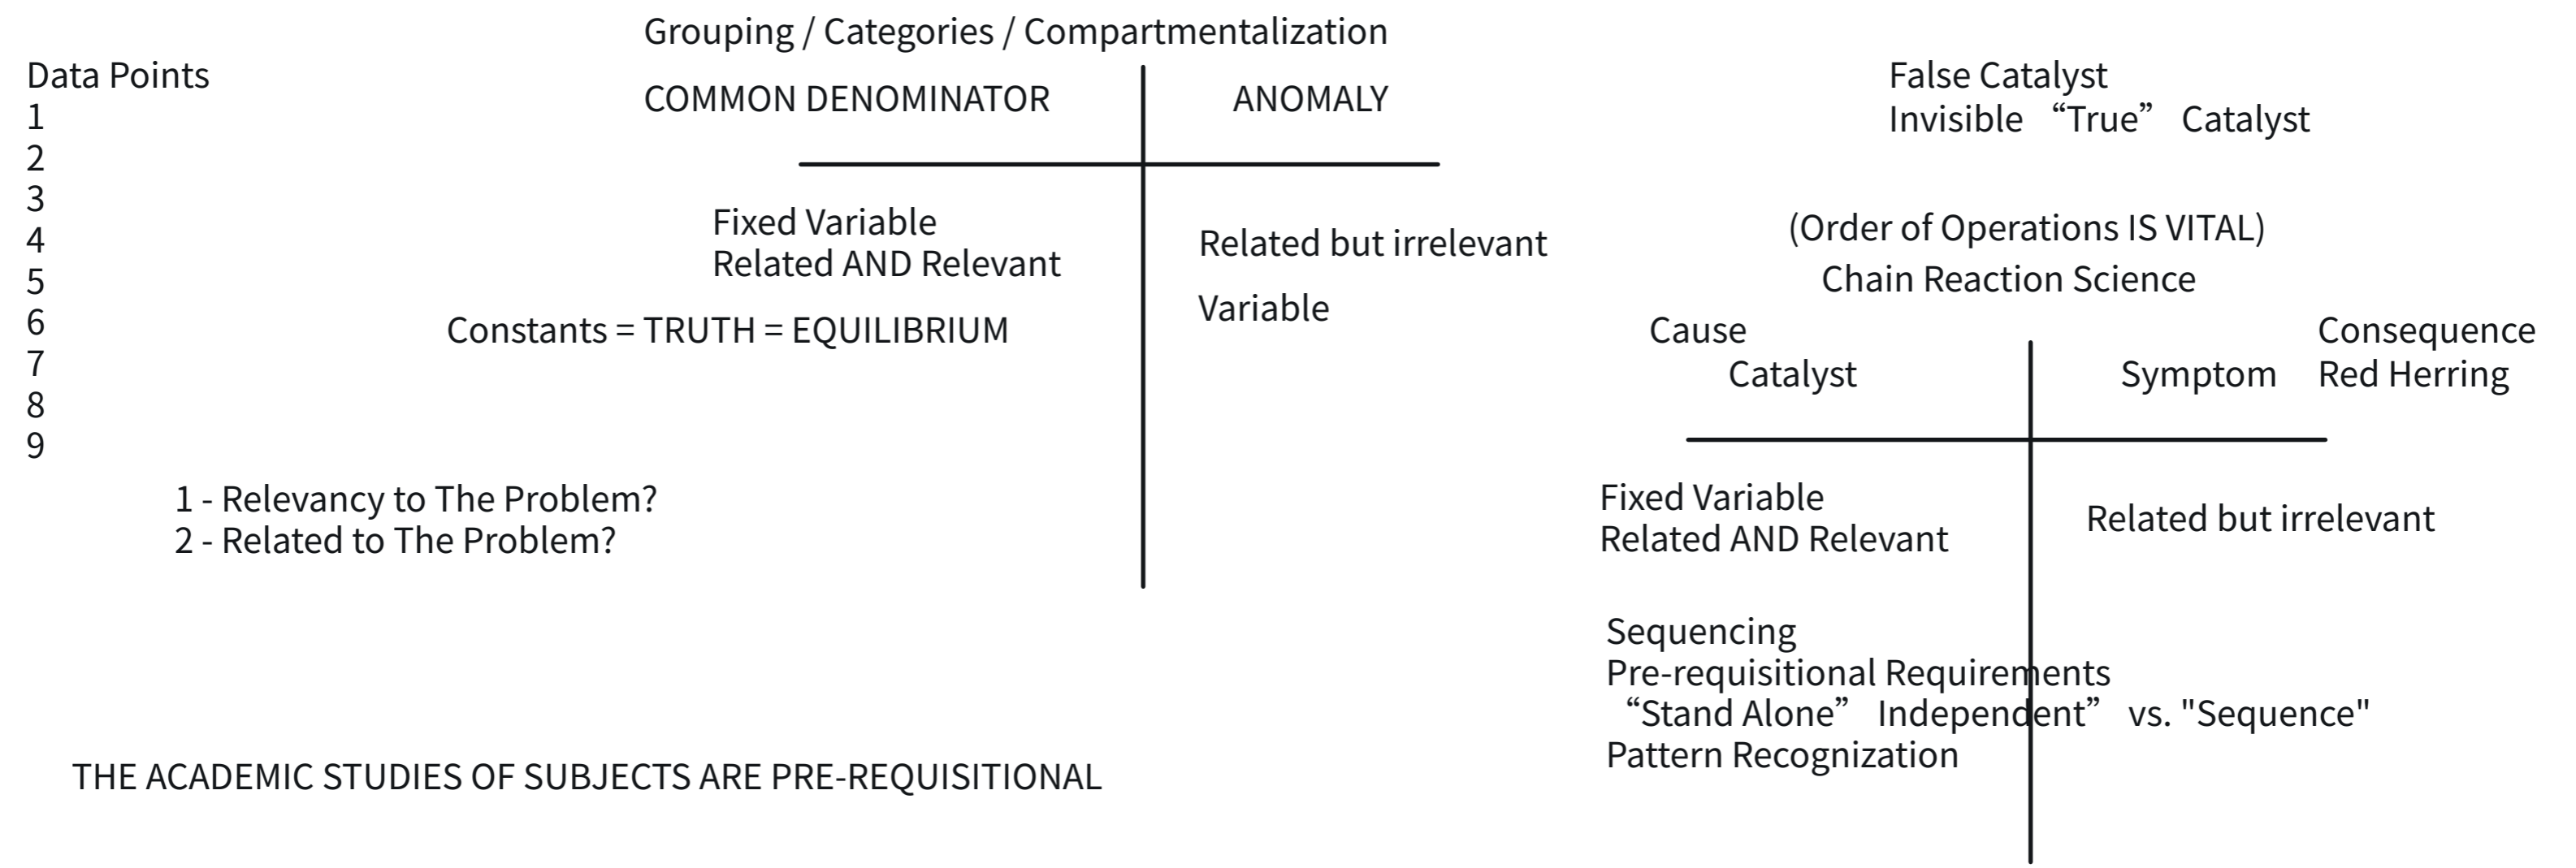 Grouping / Categories / Compartmentalization
Data Points
1
2
3
4
5
6
7
8
9
COMMON DENOMINATOR
ANOMALY
Fixed Variable
Related AND Relevant
Constants = TRUTH = EQUILIBRIUM
Related but irrelevant
Variable
1 - Relevancy to The Problem?
2 - Related to The Problem?
THE ACADEMIC STUDIES OF SUBJECTS ARE PRE-REQUISITIONAL
False Catalyst
Invisible “True” Catalyst
(Order of Operations IS VITAL)
Chain Reaction Science
Cause
Catalyst
Symptom
Consequence
Red Herring
Fixed Variable
Related AND Relevant
Related but irrelevant
Sequencing
Pre-requisitional Requirements
“Stand Alone” Independent” vs. "Sequence"
Pattern Recognization